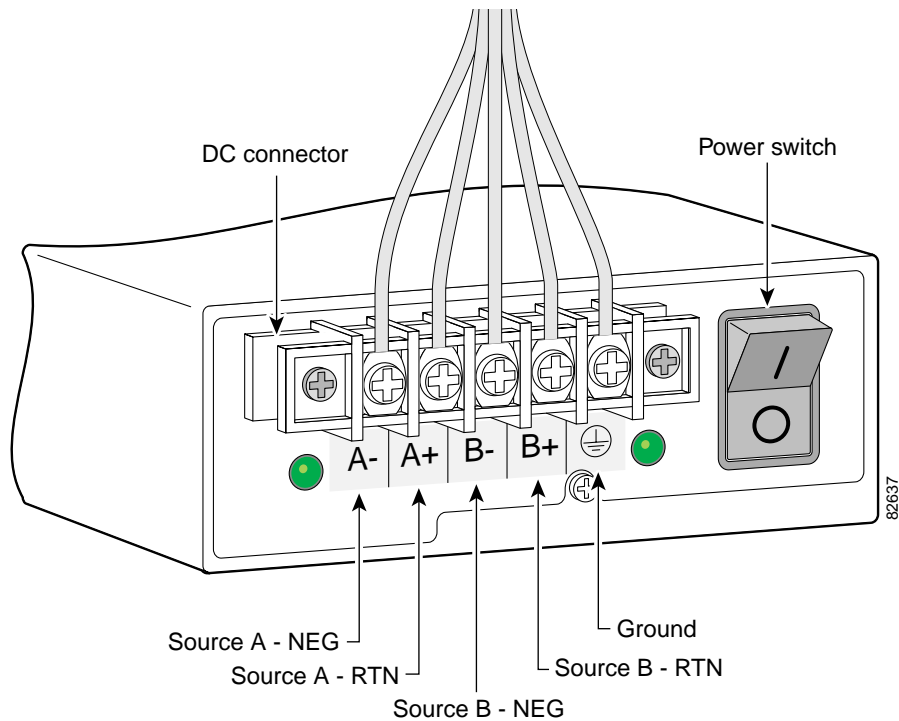 DC connector
Power switch
I
O
A- A+ B- B+
82637
Source A - NEG
Ground
Source A - RTN
Source B - RTN
Source B - NEG